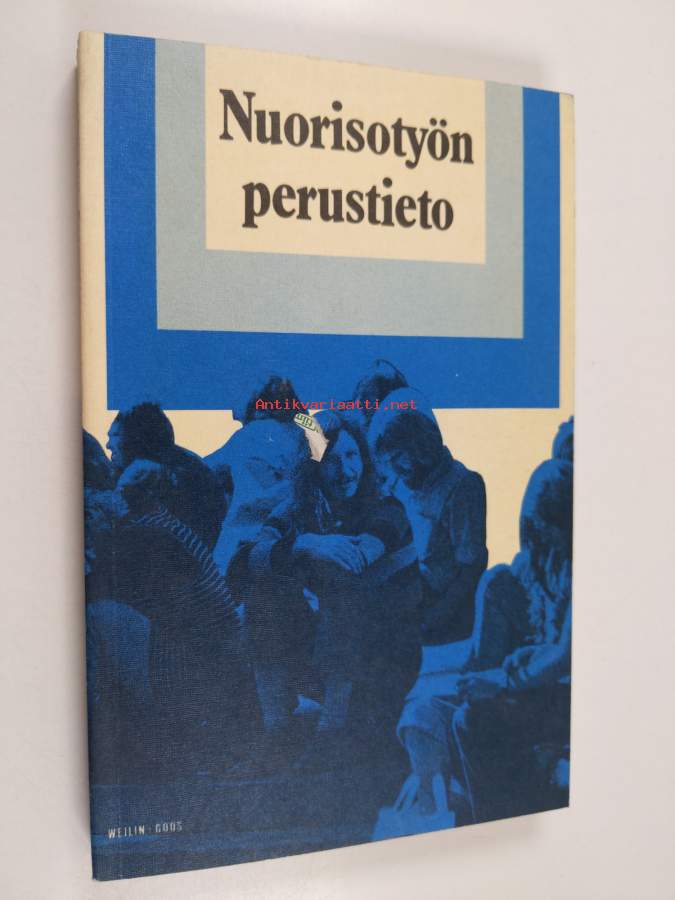 Nuorisotyön
perustieto
Antikvariaatti.net
WEILIN · GÖÖS